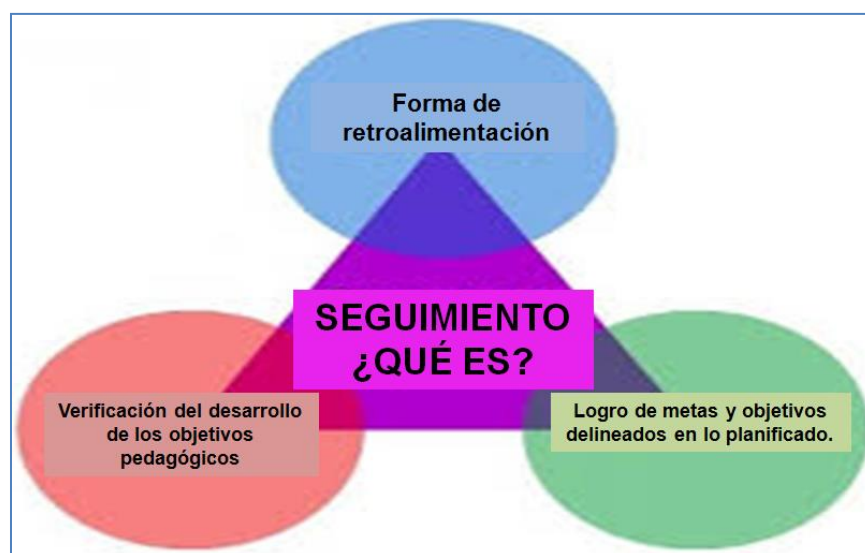 Forma de
retroalimentación
SEGUIMIENTO
¿QUÉ ES?
Verificación del desarrollo
de los objetivos
pedagógicos
Logro de metas y objetivos
delineados en lo planificado.